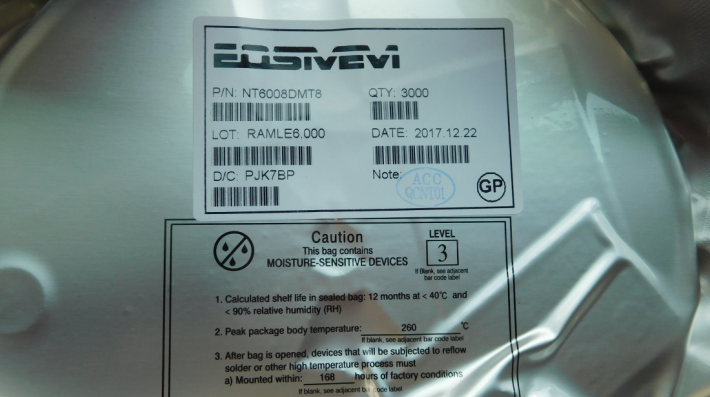 P/N: NT6008DMT8 QTY: 3000
LOT: RAMLE6.000 DATE: 2017.12.22
D/C: PJK7BP Note:
ACC
GP
Caution
This bag contains
MOISTURE-SENSITIVE DEVICES
LEVEL
3
If Blank, see adjacent
bar code label
1. Calculated shelf life in sealed bag: 12 months at < 40℃ and
< 90% relative humidity (RH)
2. Peak package body temperature: 260 ℃
If blank, see adjacent bar code label
3. After bag is opened, devices that will be subjected to reflow
solder or other high temperature process must
a) Mounted within: 168 hours of factory conditions
If blank, see adjacent bar code label